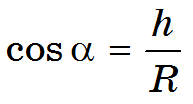 cos α = h/R